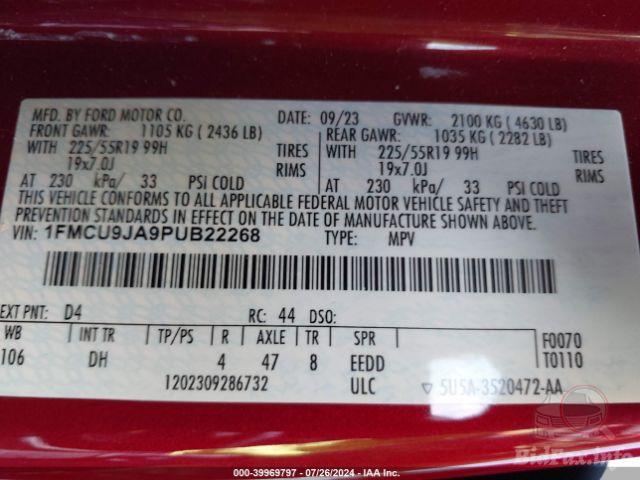 MFD. BY FORD MOTOR CO.
DATE: 09/23 GVWR: 2100 KG ( 4630 LB)
FRONT GAWR: 1105 KG ( 2436 LB)
REAR GAWR: 1035 KG ( 2282 LB)
WITH 225/55R19 99H TIRES
WITH 225/55R19 99H TIRES
19x7.0J RIMS
19x7.0J RIMS
AT 230 kPa/ 33 PSI COLD
AT 230 kPa/ 33 PSI COLD
THIS VEHICLE CONFORMS TO ALL APPLICABLE FEDERAL MOTOR VEHICLE SAFETY AND THEFT
PREVENTION STANDARDS IN EFFECT ON THE DATE OF MANUFACTURE SHOWN ABOVE.
VIN: 1FMCU9JA9PUB22268 TYPE: MPV
EXT PNT: D4 RC: 44 DSO:
WB INT TR TP/PS R AXLE TR SPR F0070
106 DH 4 47 8 EEDD T0110
1202309286732 ULC ▽ 5U5A-3520472-AA
BidFax.info
000- 39969797 - 07/26/2024 - IAA Inc.